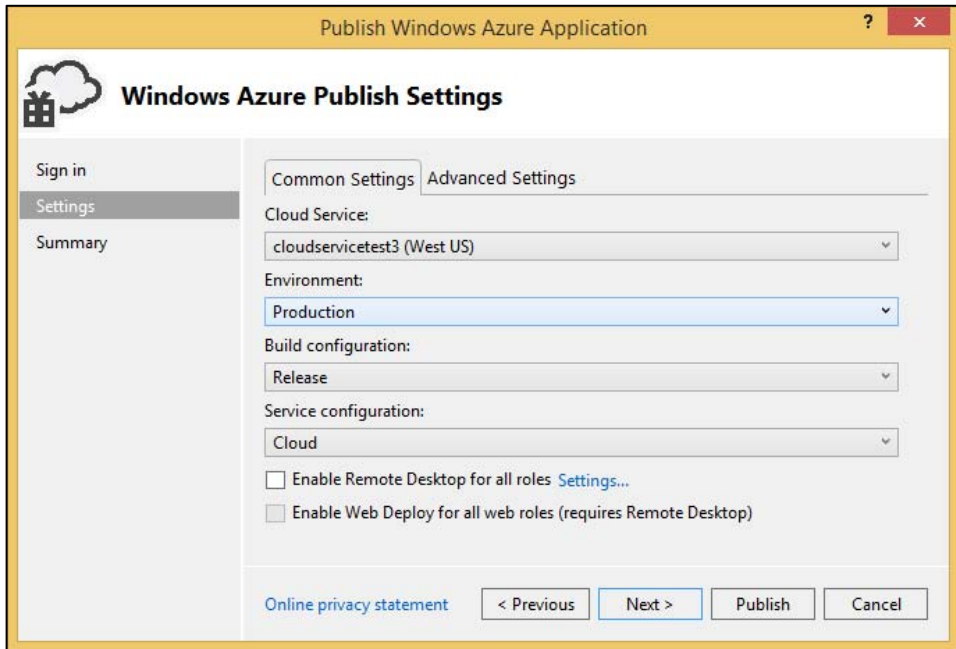 Publish Windows Azure Application
?
Windows Azure Publish Settings
Sign in
Settings
Summary
Common Settings
Advanced Settings
Cloud Service:
cloudservicetest3 (West US)
Environment:
Production
Build configuration:
Release
Service configuration:
Cloud
Enable Remote Desktop for all roles Settings...
Enable Web Deploy for all web roles (requires Remote Desktop)
Online privacy statement
< Previous
Next >
Publish
Cancel